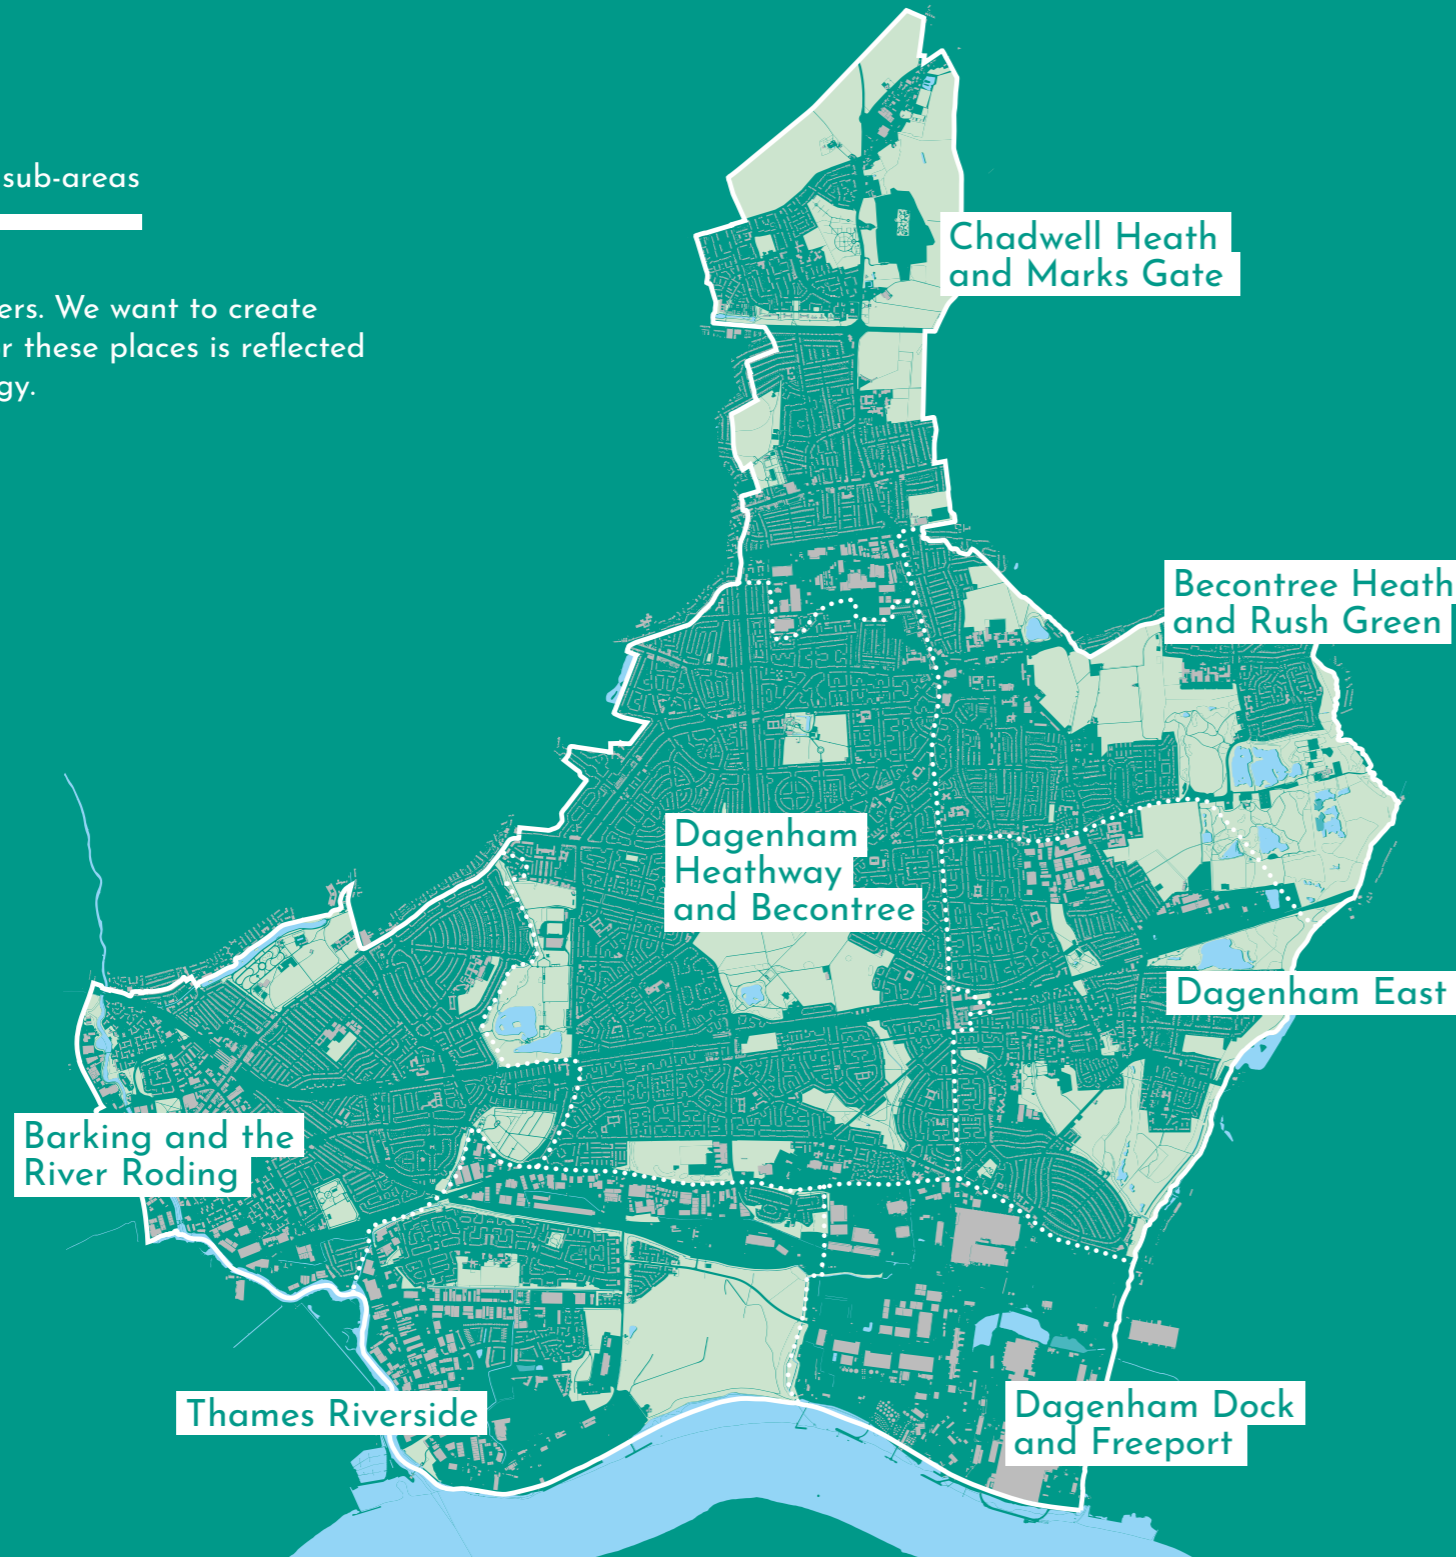 sub-areas
ers. We want to create
r these places is reflected
gy.
Chadwell Heath
and Marks Gate
Becontree Heath
and Rush Green
Dagenham
Heathway
and Becontree
Dagenham East
Barking and the
River Roding
Thames Riverside
Dagenham Dock
and Freeport